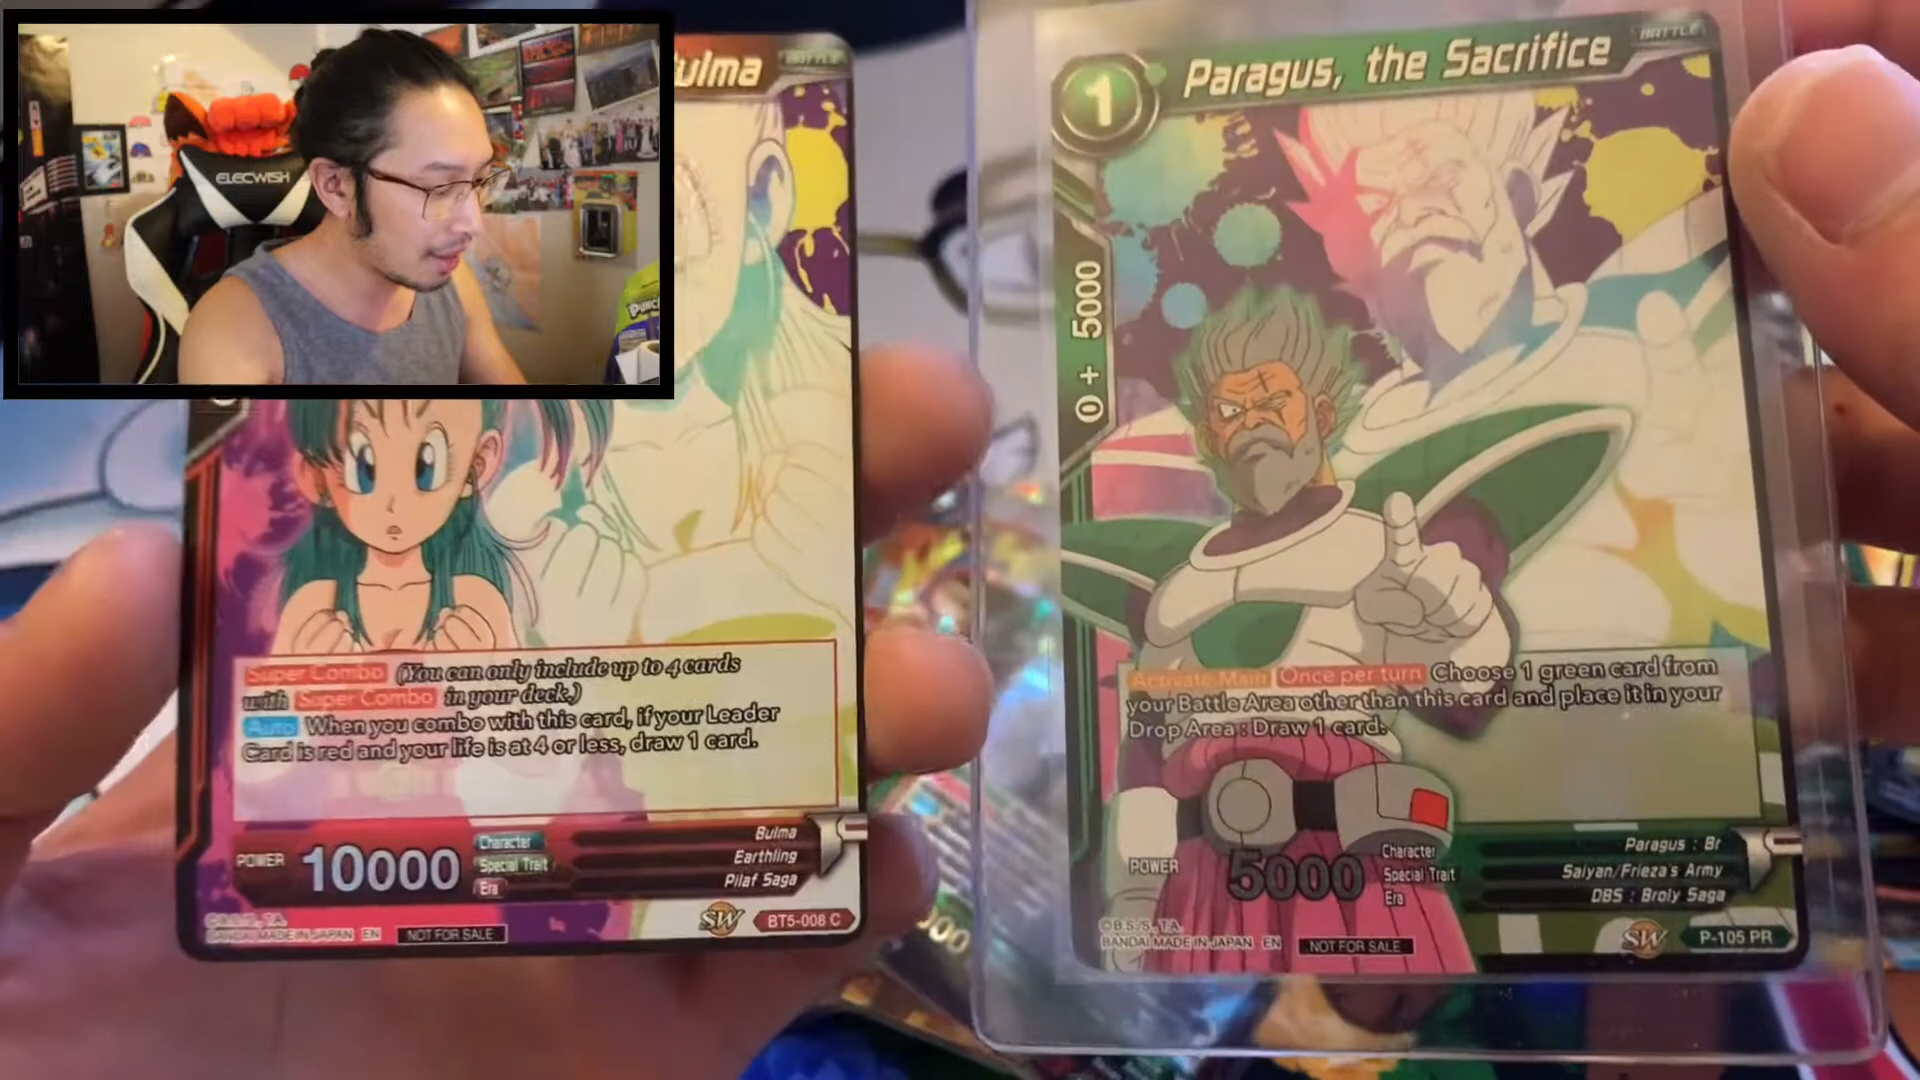 ELECWISH
ulma
BATTLE
Super Combo (You can only include up to 4 cards
with Super Combo in your deck.)
Auto When you combo with this card, if your Leader
Card is red and your life is at 4 or less, draw 1 card.
POWER 10000
Character Bulma
Special Trait Earthling
Era Pilaf Saga
©B.S./S., T.A.
BANDAI MADE IN JAPAN EN NOT FOR SALE
SW BT5-008 C
1
Paragus, the Sacrifice
BATTLE
0 + 5000
Activate Main Once per turn Choose 1 green card from
your Battle Area other than this card and place it in your
Drop Area : Draw 1 card.
POWER 5000
Character Paragus : Br
Special Trait Saiyan/Frieza's Army
Era DBS : Broly Saga
©B.S./S., T.A.
BANDAI MADE IN JAPAN EN NOT FOR SALE
SW P-105 PR